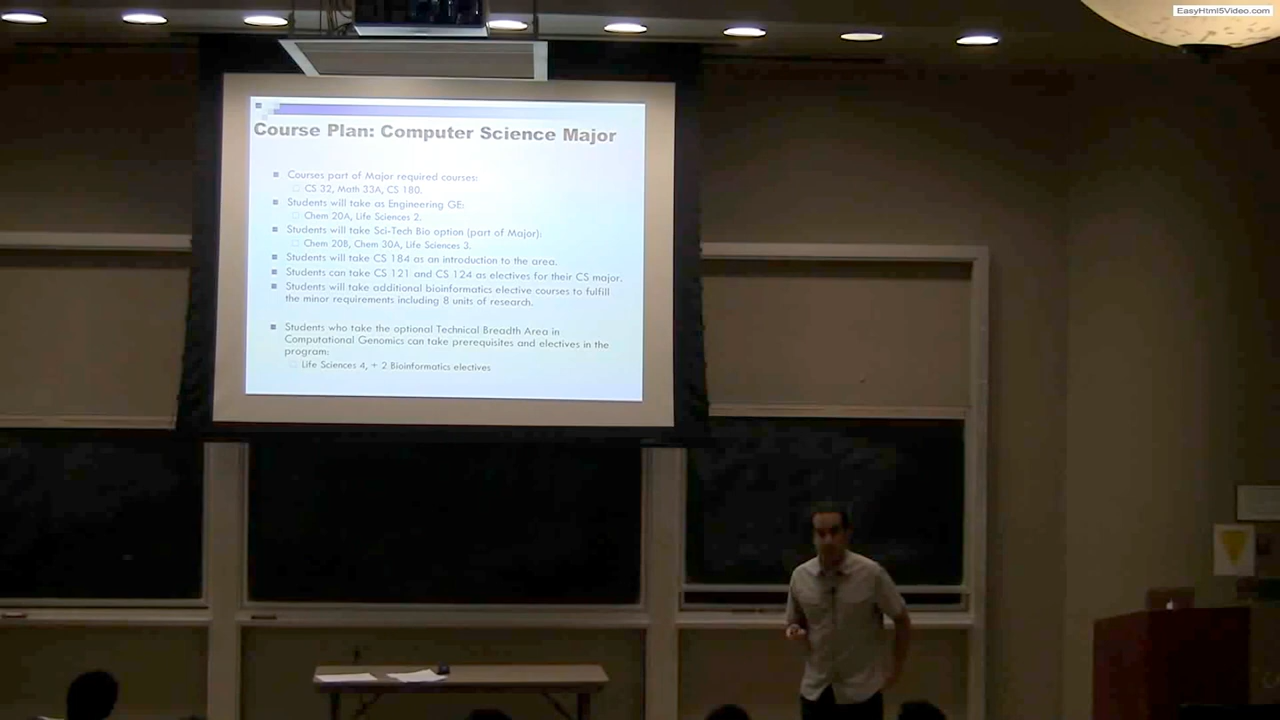 EasyHtml5Video.com
Course Plan: Computer Science Major
Courses part of Major required courses:
CS 32, Math 33A, CS 180.
Students will take as Engineering GE:
Chem 20A, Life Sciences 2.
Students will take Sci-Tech Bio option (part of Major):
Chem 20B, Chem 30A, Life Sciences 3.
Students will take CS 184 as an introduction to the area.
Students can take CS 121 and CS 124 as electives for their CS major.
Students will take additional bioinformatics elective courses to fulfill
the minor requirements including 8 units of research.
Students who take the optional Technical Breadth Area in
Computational Genomics can take prerequisites and electives in the
program:
Life Sciences 4, + 2 Bioinformatics electives